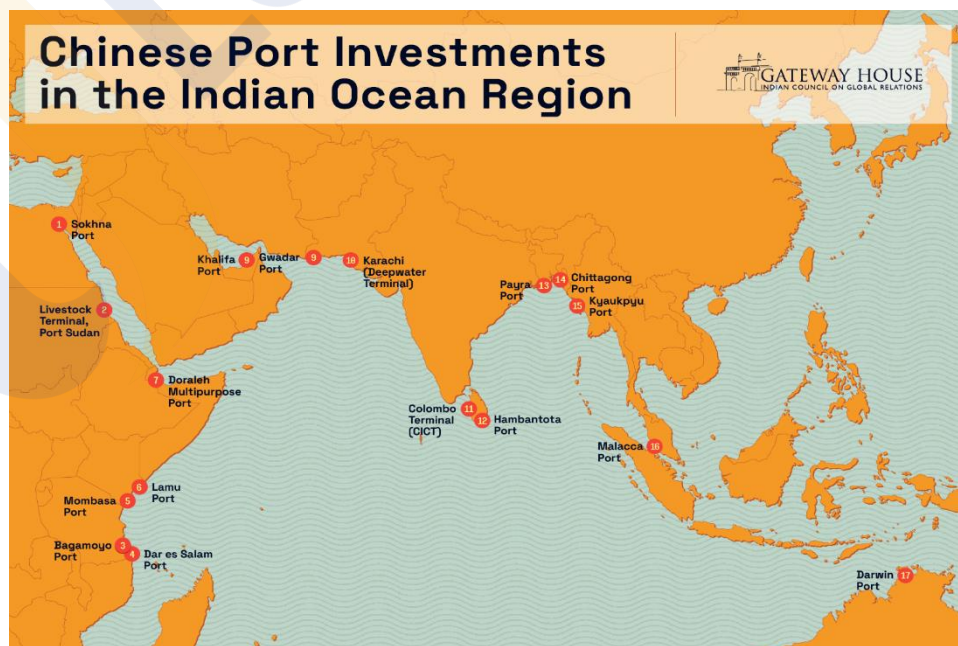 Chinese Port Investments
in the Indian Ocean Region
GATEWAY HOUSE
INDIAN COUNCIL ON GLOBAL RELATIONS
1
Sokhna
Port
Khalifa
Port
9
Gwadar
Port
9
10
Karachi
(Deepwater
Terminal)
Payra
Port
13
14
Chittagong
Port
15
Kyaukpyu
Port
Livestock
Terminal,
Port Sudan
2
7
Doraleh
Multipurpose
Port
Colombo
Terminal
(CICT)
11
12
Hambantota
Port
Malacca
Port
16
6
Lamu
Port
Mombasa
Port
5
Bagamoyo
Port
3
4
Dar es Salam
Port
Darwin
Port
17